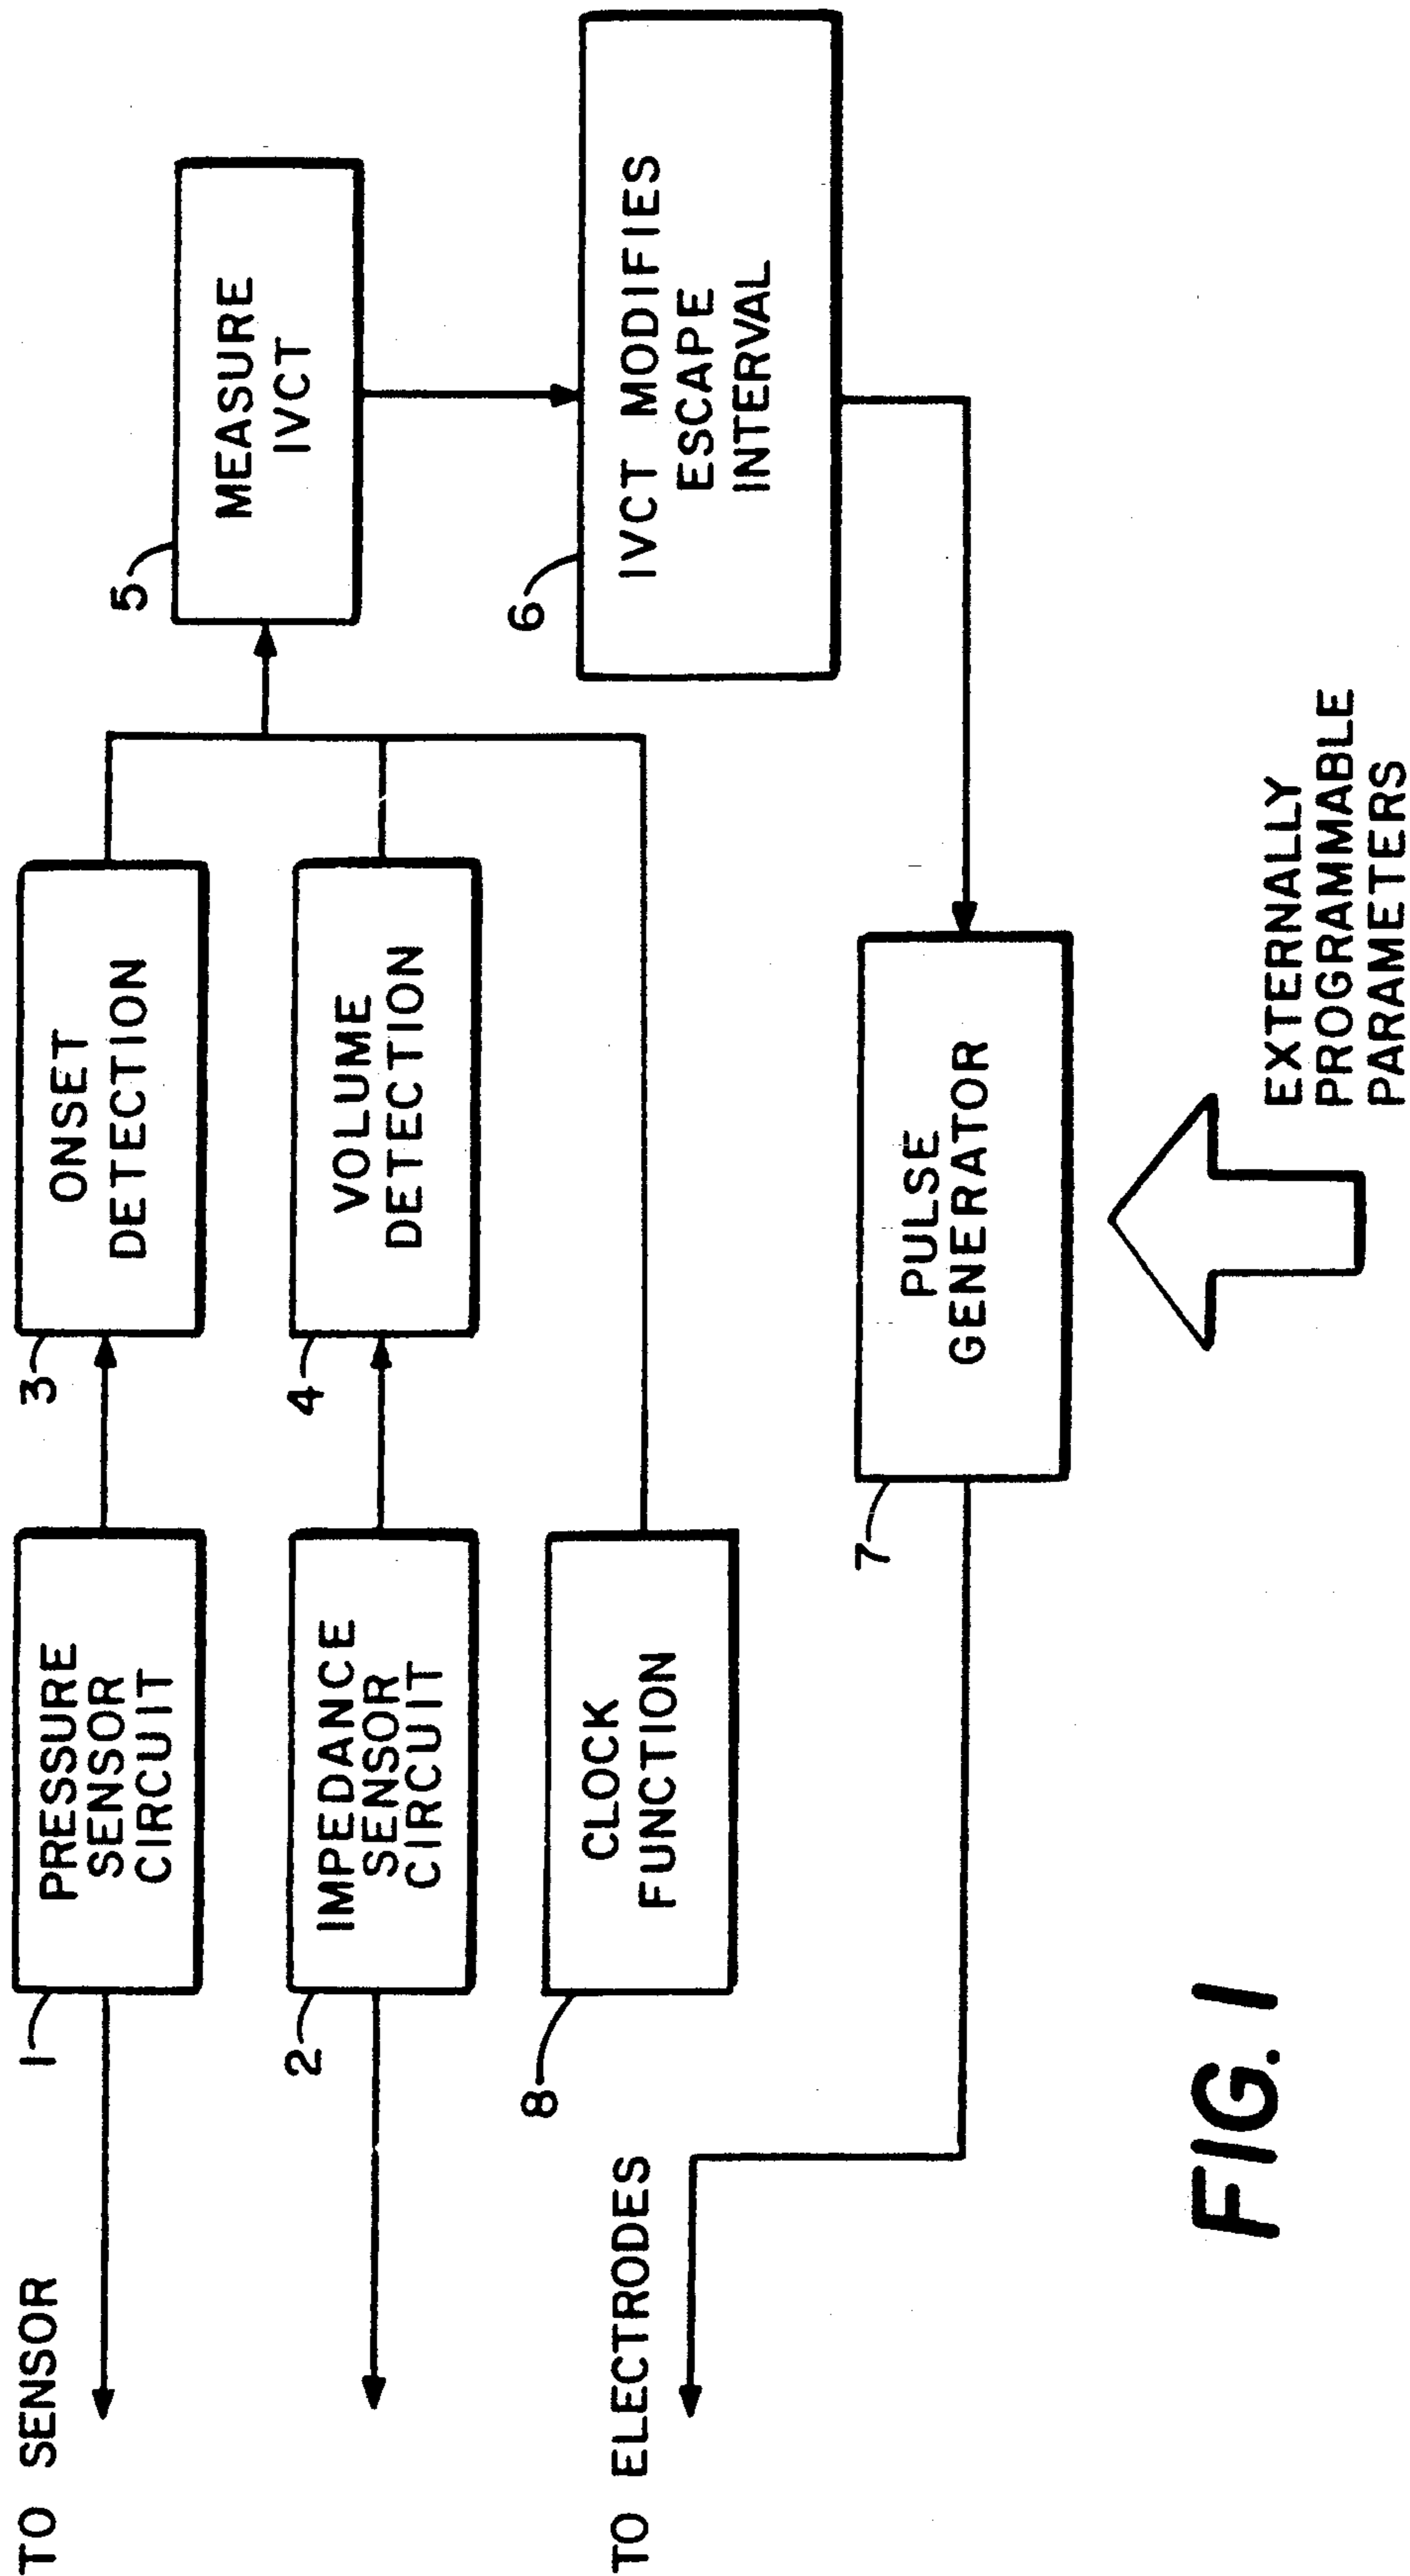 TO SENSOR
1
PRESSURE
SENSOR
CIRCUIT
3
ONSET
DETECTION
2
IMPEDANCE
SENSOR
CIRCUIT
4
VOLUME
DETECTION
5
MEASURE
IVCT
8
CLOCK
FUNCTION
6
IVCT MODIFIES
ESCAPE
INTERVAL
TO ELECTRODES
7
PULSE
GENERATOR
EXTERNALLY
PROGRAMMABLE
PARAMETERS
FIG. 1